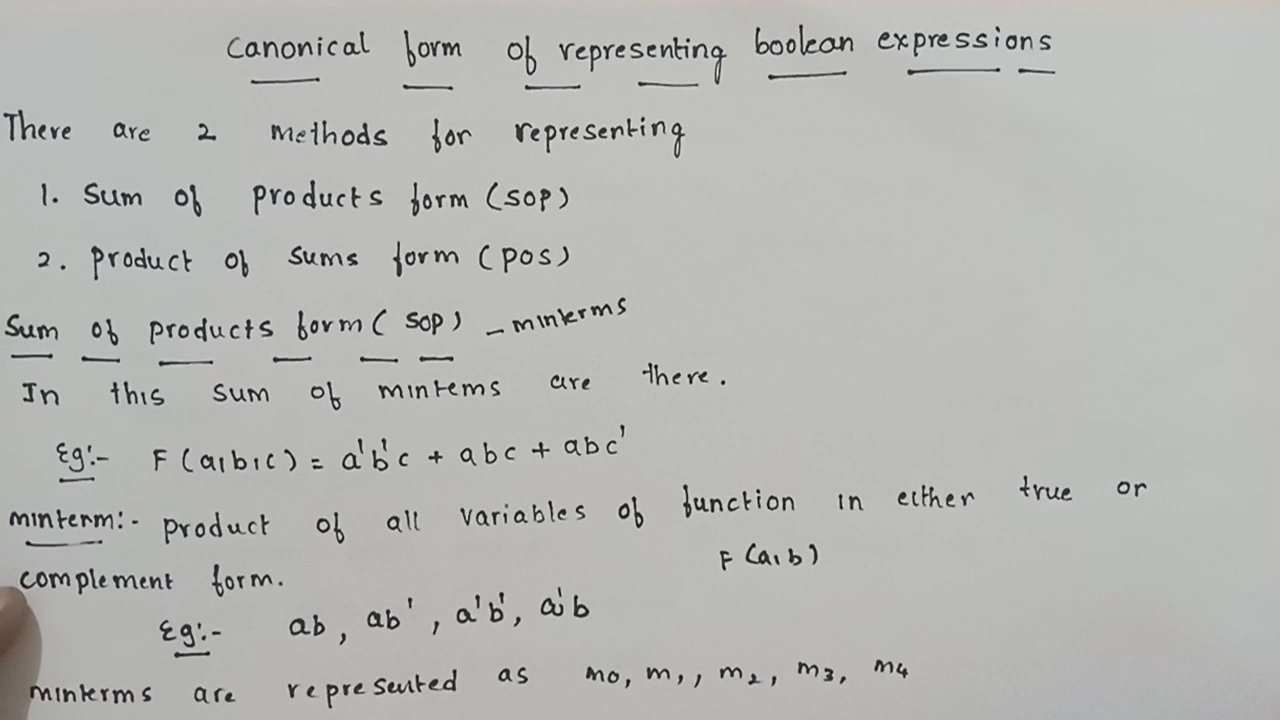 Canonical form of representing boolean expressions
There are 2 methods for representing
1. Sum of products form (SOP)
2. product of sums form (POS)
Sum of products form (SOP) - minterms
In this sum of mintems are there.
Eg:- F(a,b,c) = a'b'c + abc + abc'
minterm:- product of all variables of function in either true or
complement form.
F(a,b)
Eg:- ab, ab', a'b', a'b
minterms are represented as m0, m1, m2, m3, m4